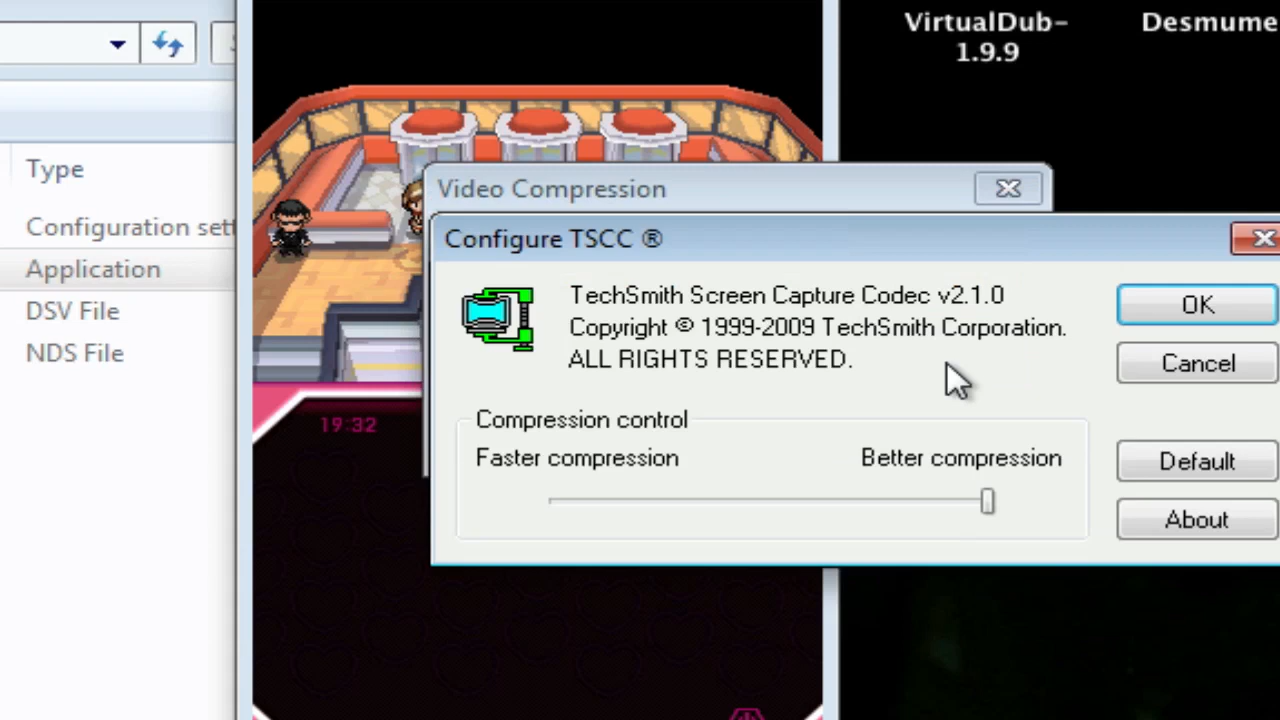 VirtualDub-
1.9.9
Desmume
Type
Configuration sett
Application
DSV File
NDS File
Video Compression
Configure TSCC ®
TechSmith Screen Capture Codec v2.1.0
Copyright © 1999-2009 TechSmith Corporation.
ALL RIGHTS RESERVED.
OK
Cancel
19:32
Compression control
Faster compression
Better compression
Default
About